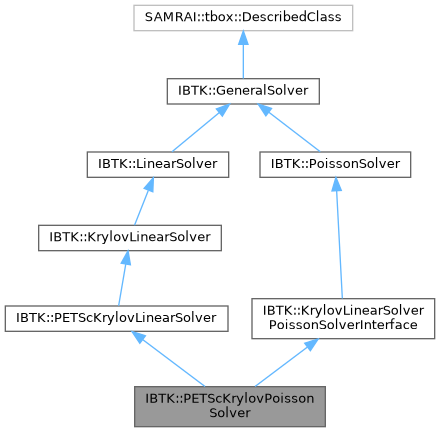 SAMRAI::tbox::DescribedClass
IBTK::GeneralSolver
IBTK::LinearSolver
IBTK::PoissonSolver
IBTK::KrylovLinearSolver
IBTK::PETScKrylovLinearSolver
IBTK::KrylovLinearSolver
PoissonSolverInterface
IBTK::PETScKrylovPoisson
Solver